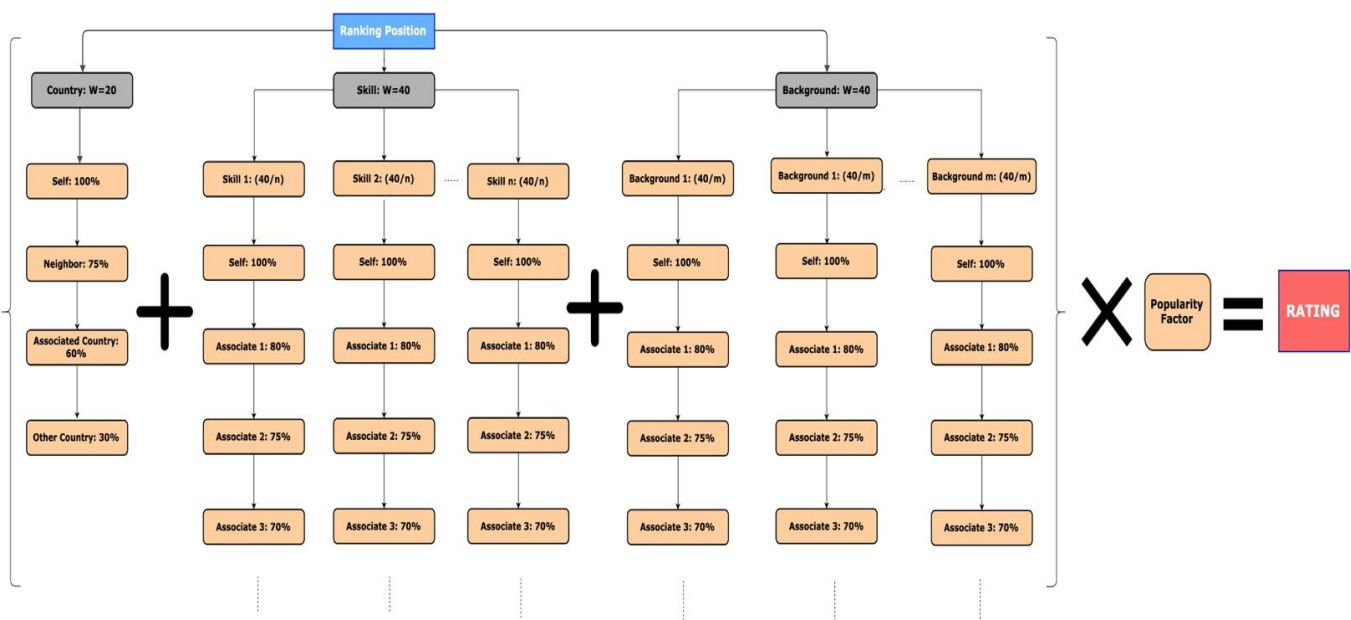 Ranking Position
Country: W=20
Skill: W=40
Background: W=40
Self: 100%
Skill 1: (40/n)
Skill 2: (40/n)
.....
Skill n: (40/n)
Background 1: (40/m)
Background 1: (40/m)
.....
Background m: (40/m)
Neighbor: 75%
Self: 100%
Self: 100%
Self: 100%
Self: 100%
Self: 100%
Self: 100%
+
+
X
Popularity
Factor
=
RATING
Associated Country:
60%
Associate 1: 80%
Associate 1: 80%
Associate 1: 80%
Associate 1: 80%
Associate 1: 80%
Associate 1: 80%
Other Country: 30%
Associate 2: 75%
Associate 2: 75%
Associate 2: 75%
Associate 2: 75%
Associate 2: 75%
Associate 2: 75%
Associate 3: 70%
Associate 3: 70%
Associate 3: 70%
Associate 3: 70%
Associate 3: 70%
Associate 3: 70%